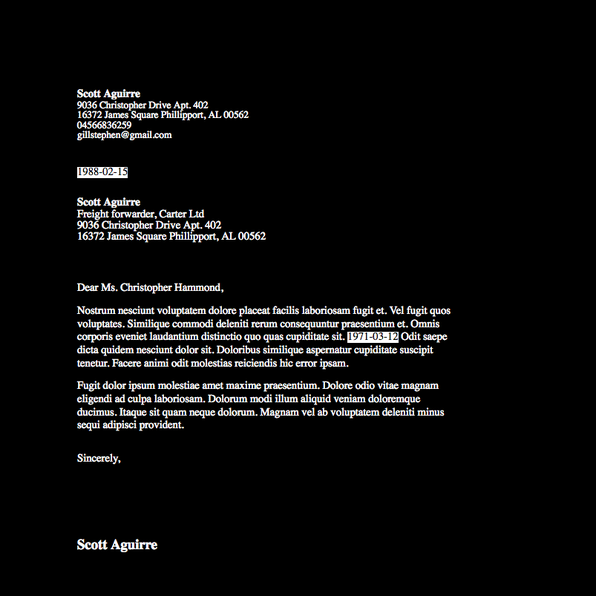 Scott Aguirre
9036 Christopher Drive Apt. 402
16372 James Square Phillipport, AL 00562
04566836259
gillstephen@gmail.com
1988-02-15
Scott Aguirre
Freight forwarder, Carter Ltd
9036 Christopher Drive Apt. 402
16372 James Square Phillipport, AL 00562
Dear Ms. Christopher Hammond,
Nostrum nesciunt voluptatem dolore placeat facilis laboriosam fugit et. Vel fugit quos
voluptates. Similique commodi deleniti rerum consequuntur praesentium et. Omnis
corporis eveniet laudantium distinctio quo quas cupiditate sit. 1971-03-12 Odit saepe
dicta quidem nesciunt dolor sit. Doloribus similique aspernatur cupiditate suscipit
tenetur. Facere animi odit molestias reiciendis hic error ipsam.
Fugit dolor ipsum molestiae amet maxime praesentium. Dolore odio vitae magnam
eligendi ad culpa laboriosam. Dolorum modi illum aliquid veniam doloremque
ducimus. Itaque sit quam neque dolorum. Magnam vel ab voluptatem deleniti minus
sequi adipisci provident.
Sincerely,
Scott Aguirre